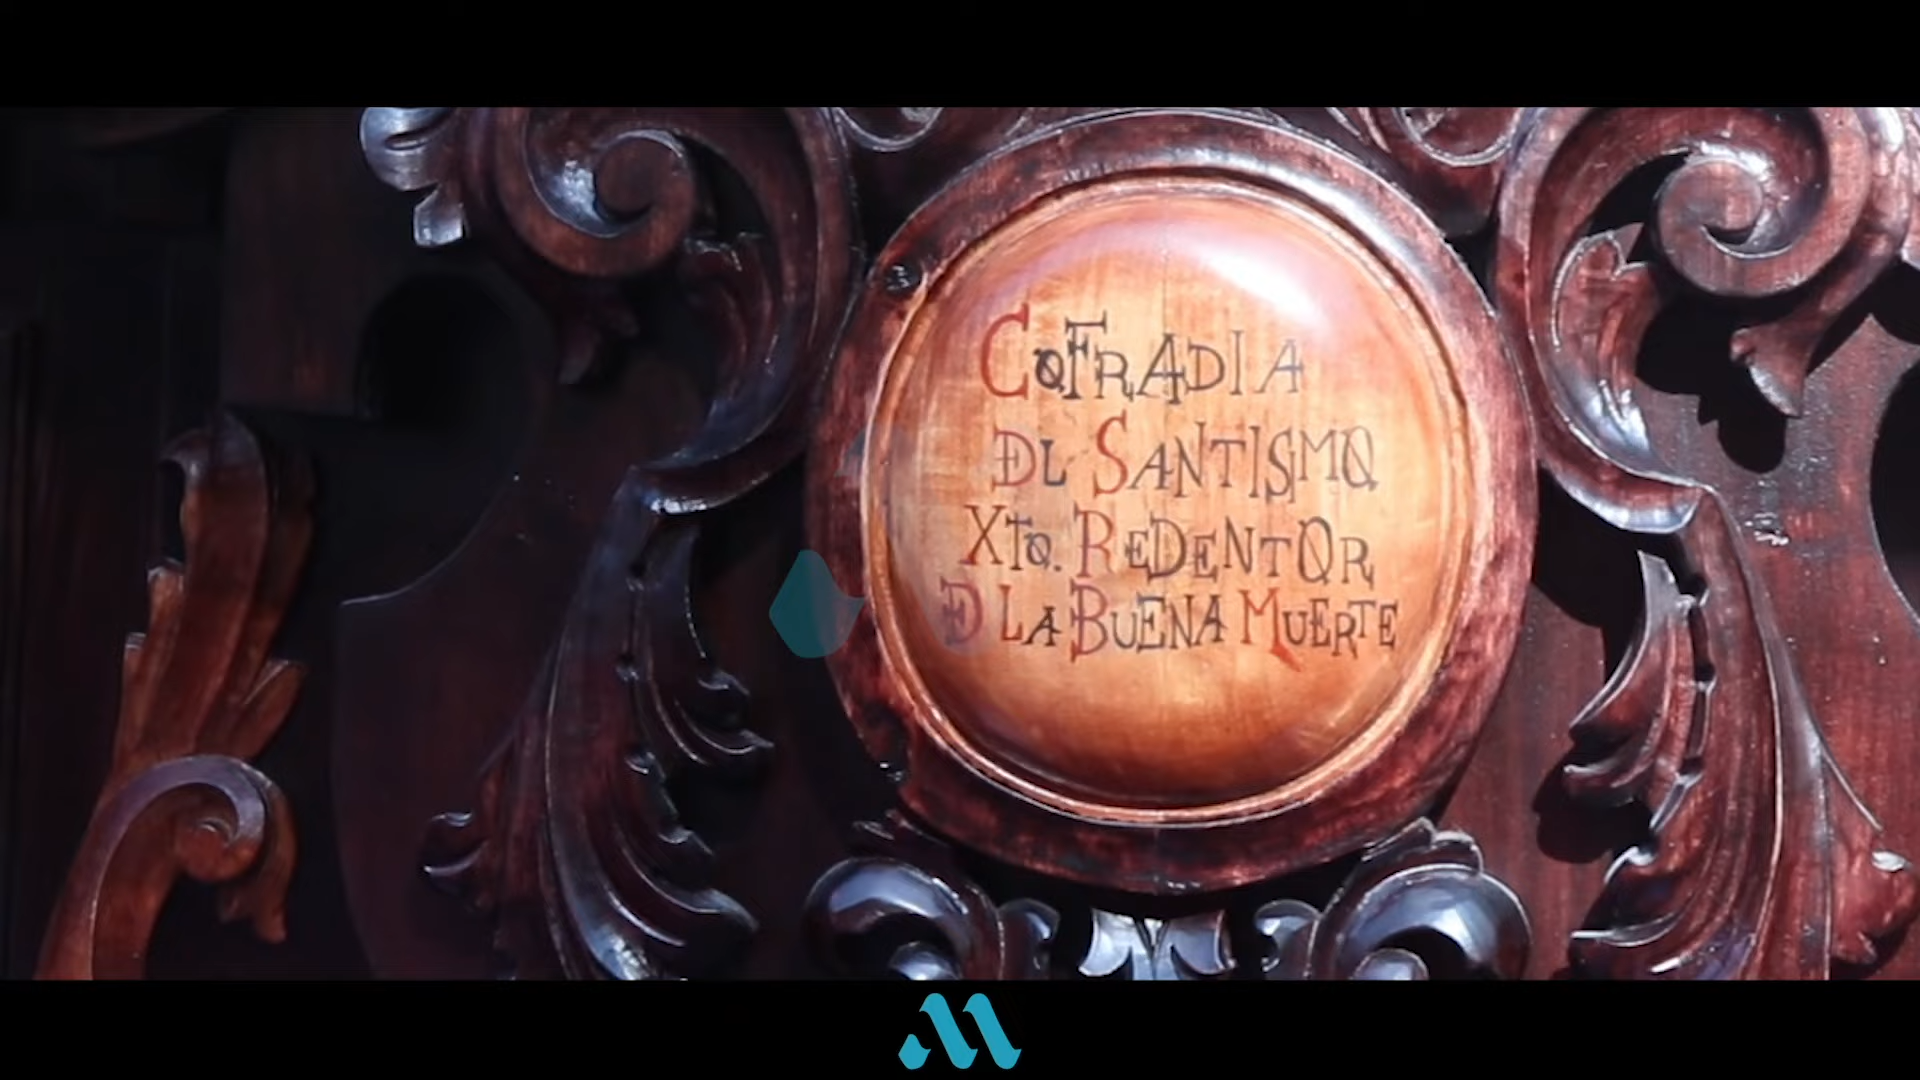 COFRADIA
DL SANTISMO
XTO. REDENTOR
D LA BUENA MUERTE